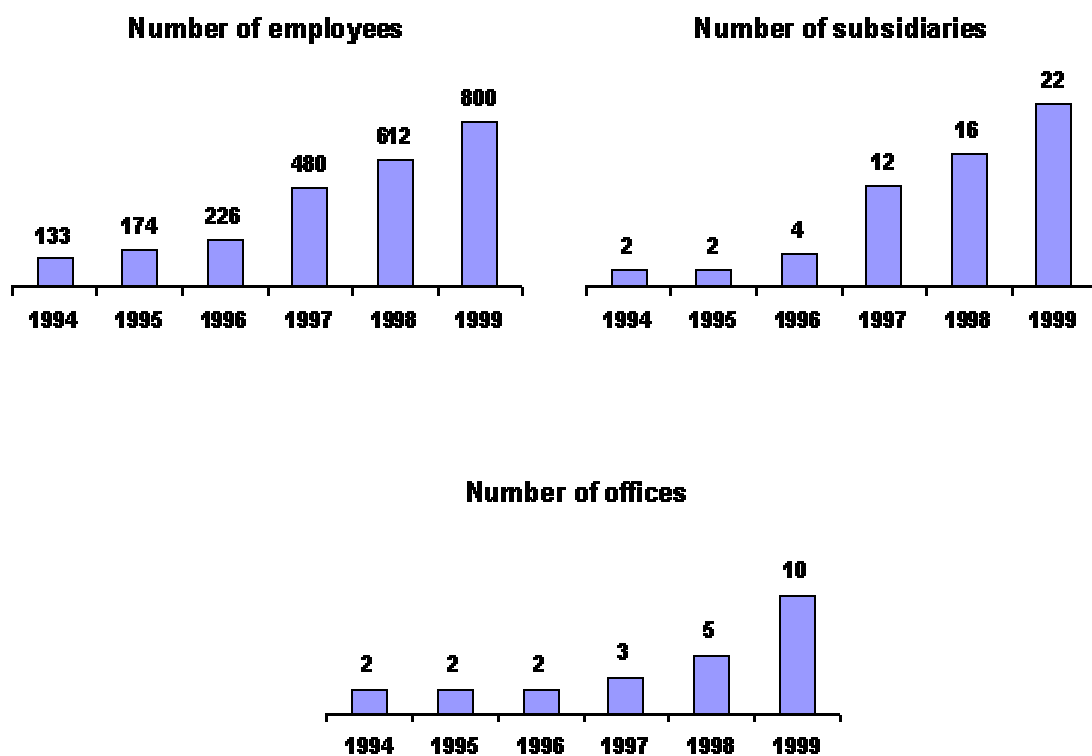 Number of employees
133 174 226 480 612 800
1994 1995 1996 1997 1998 1999
Number of subsidiaries
2 2 4 12 16 22
1994 1995 1996 1997 1998 1999
Number of offices
2 2 2 3 5 10
1994 1995 1996 1997 1998 1999